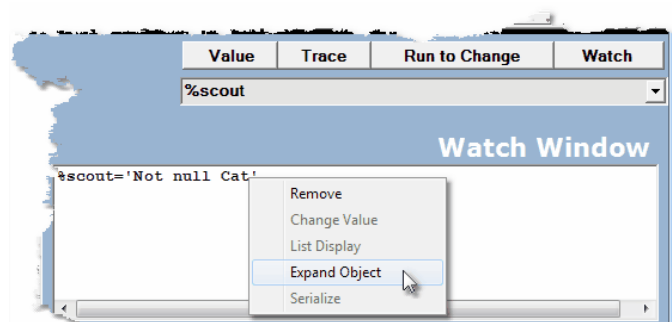 Value Trace Run to Change Watch
%scout
Watch Window
%scout='Not null Cat'
Remove
Change Value
List Display
Expand Object
Serialize